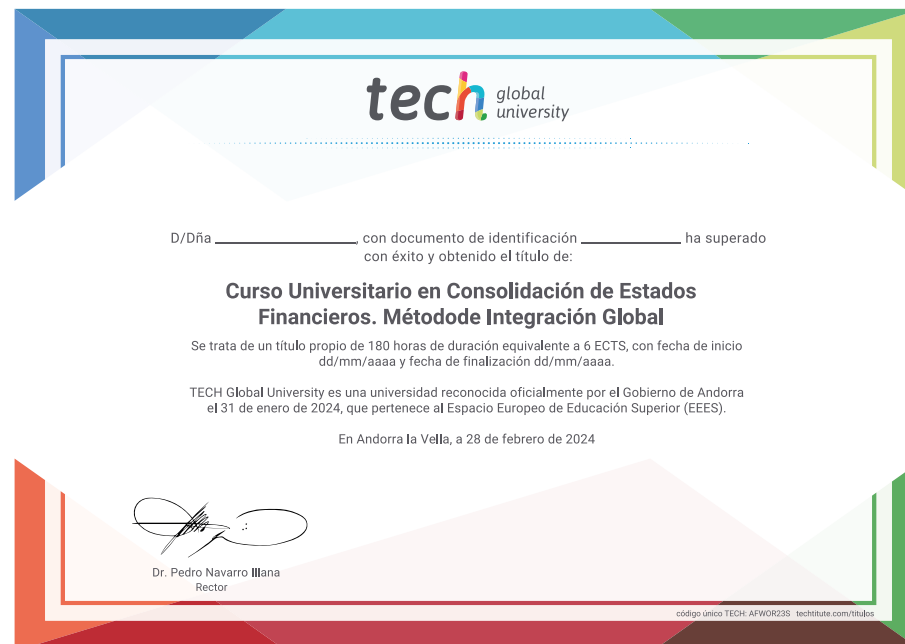 tech global university
D/Dña ____________________, con documento de identificación ______________ ha superado
con éxito y obtenido el título de:
Curso Universitario en Consolidación de Estados
Financieros. Métodode Integración Global
Se trata de un título propio de 180 horas de duración equivalente a 6 ECTS, con fecha de inicio
dd/mm/aaaa y fecha de finalización dd/mm/aaaa.
TECH Global University es una universidad reconocida oficialmente por el Gobierno de Andorra
el 31 de enero de 2024, que pertenece al Espacio Europeo de Educación Superior (EEES).
En Andorra la Vella, a 28 de febrero de 2024
Dr. Pedro Navarro Illana
Rector
código único TECH: AFWOR23S techtitute.com/titulos